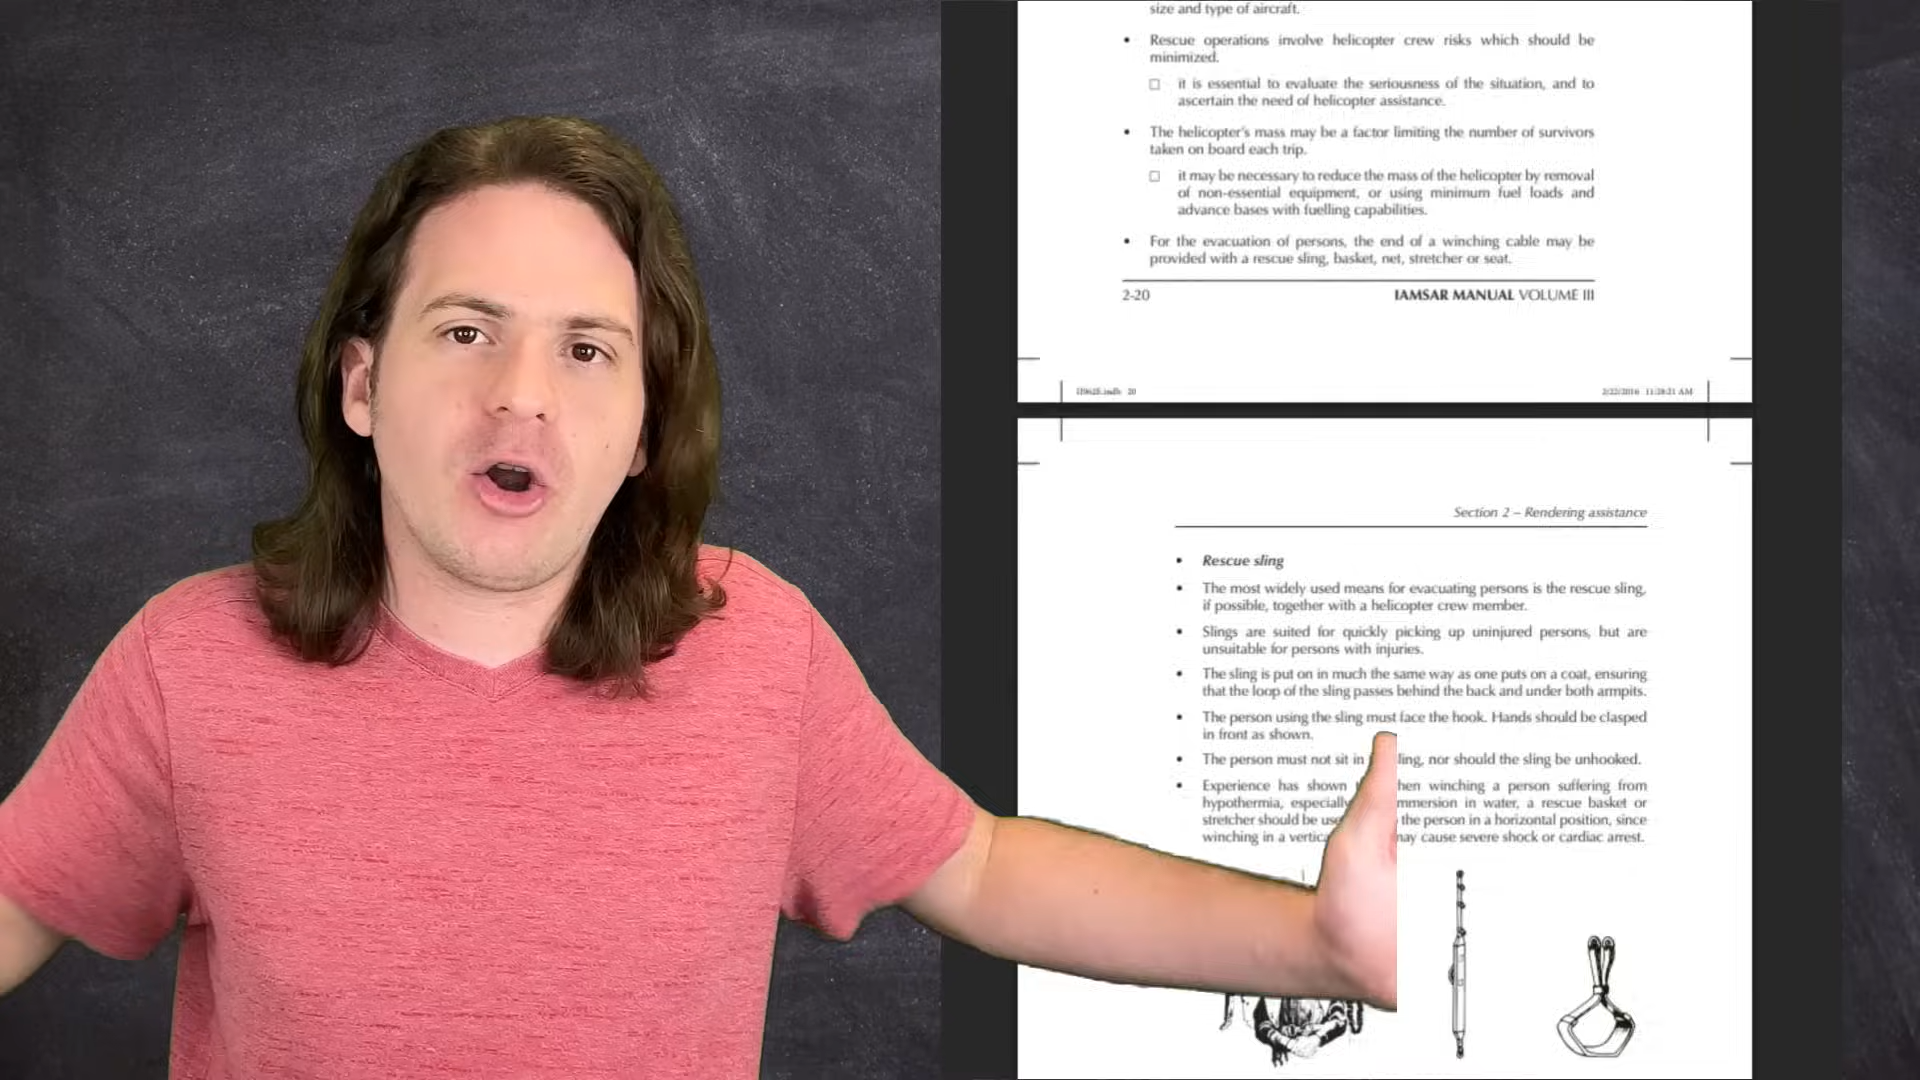 size and type of aircraft.
• Rescue operations involve helicopter crew risks which should be
minimized.
□ it is essential to evaluate the seriousness of the situation, and to
ascertain the need of helicopter assistance.
• The helicopter's mass may be a factor limiting the number of survivors
taken on board each trip.
□ it may be necessary to reduce the mass of the helicopter by removal
of non-essential equipment, or using minimum fuel loads and
advance bases with fuelling capabilities.
• For the evacuation of persons, the end of a winching cable may be
provided with a rescue sling, basket, net, stretcher or seat.
2-20 IAMSAR MANUAL VOLUME III
20 2/22/2016 11:28:21 AM
Section 2 – Rendering assistance
• Rescue sling
• The most widely used means for evacuating persons is the rescue sling,
if possible, together with a helicopter crew member.
• Slings are suited for quickly picking up uninjured persons, but are
unsuitable for persons with injuries.
• The sling is put on in much the same way as one puts on a coat, ensuring
that the loop of the sling passes behind the back and under both armpits.
• The person using the sling must face the hook. Hands should be clasped
in front as shown.
• The person must not sit in ling, nor should the sling be unhooked.
• Experience has shown hen winching a person suffering from
hypothermia, especially mmersion in water, a rescue basket or
stretcher should be use the person in a horizontal position, since
winching in a vertica may cause severe shock or cardiac arrest.